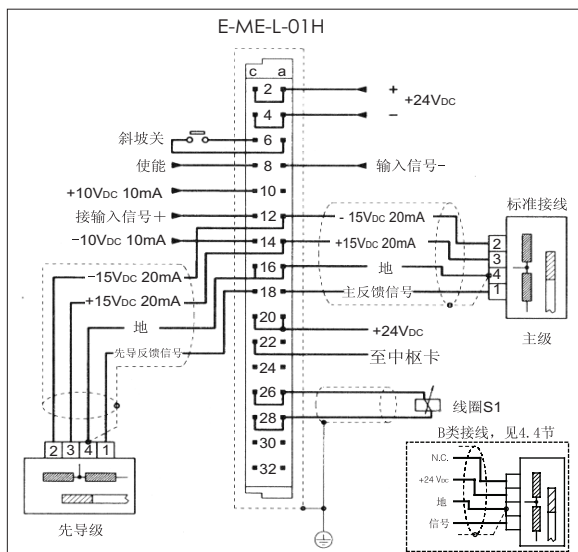 E-ME-L-01H
c a
2
+
+24VDC
4
−
斜坡关
6
使能
8
输入信号-
+10VDC 10mA
10
标准接线
接输入信号＋
12
- 15VDC 20mA
2
−10VDC 10mA
14
+15VDC 20mA
3
−15VDC 20mA
16
地
4
+15VDC 20mA
18
主反馈信号
1
主级
地
20
+24VDC
先导反馈信号
22
至中枢卡
24
26
线圈S1
28
B类接线，见4.4节
2 3 4 1
30
N.C.
32
+24 VDC
地
信号
先导级